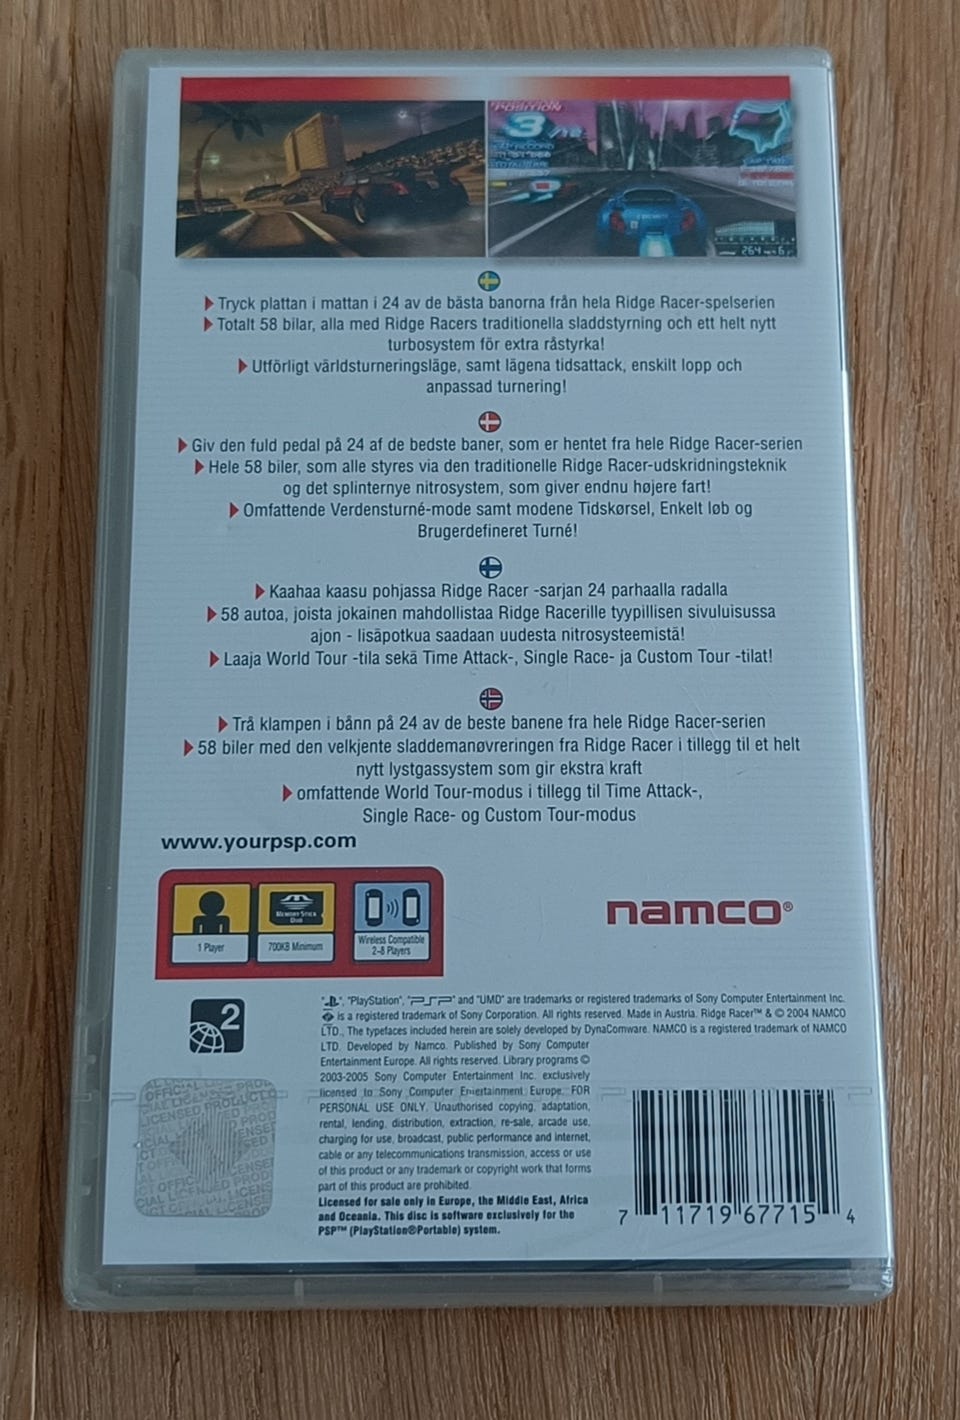 POSITION
3
264
6
Tryck plattan i mattan i 24 av de bästa banorna från hela Ridge Racer-spelserien
Totalt 58 bilar, alla med Ridge Racers traditionella sladdstyrning och ett helt nytt
turbosystem för extra råstyrka!
Utförligt världsturneringsläge, samt lägena tidsattack, enskilt lopp och
anpassad turnering!
Giv den fuld pedal på 24 af de bedste baner, som er hentet fra hele Ridge Racer-serien
Hele 58 biler, som alle styres via den traditionelle Ridge Racer-udskridningsteknik
og det splinternye nitrosystem, som giver endnu højere fart!
Omfattende Verdensturné-mode samt modene Tidskørsel, Enkelt løb og
Brugerdefineret Turné!
Kaahaa kaasu pohjassa Ridge Racer -sarjan 24 parhaalla radalla
58 autoa, joista jokainen mahdollistaa Ridge Racerille tyypillisen sivuluisussa
ajon - lisäpotkua saadaan uudesta nitrosysteemistä!
Laaja World Tour -tila sekä Time Attack-, Single Race- ja Custom Tour -tilat!
Trå klampen i bånn på 24 av de beste banene fra hele Ridge Racer-serien
58 biler med den velkjente sladdemanøvreringen fra Ridge Racer i tillegg til et helt
nytt lystgassystem som gir ekstra kraft
omfattende World Tour-modus i tillegg til Time Attack-,
Single Race- og Custom Tour-modus
www.yourpsp.com
1 Player
MEMORY STICK
DUO
700KB Minimum
Wireless Compatible
2-8 Players
namco®
2
"", "PlayStation", "PSP" and "UMD" are trademarks or registered trademarks of Sony Computer Entertainment Inc.
is a registered trademark of Sony Corporation. All rights reserved. Made in Austria. Ridge Racer™ & © 2004 NAMCO
LTD., The typefaces included herein are solely developed by DynaComware. NAMCO is a registered trademark of NAMCO
LTD. Developed by Namco. Published by Sony Computer
Entertainment Europe. All rights reserved. Library programs ©
2003-2005 Sony Computer Entertainment Inc. exclusively
licensed to Sony Computer Entertainment Europe. FOR
PERSONAL USE ONLY. Unauthorised copying, adaptation,
rental, lending, distribution, extraction, re-sale, arcade use,
charging for use, broadcast, public performance and internet,
cable or any telecommunications transmission, access or use
of this product or any trademark or copyright work that forms
part of this product are prohibited.
Licensed for sale only in Europe, the Middle East, Africa
and Oceania. This disc is software exclusively for the
PSP™ (PlayStation®Portable) system.
OFFICIAL
LICENSED PRODUCT
7 11719 67715 4